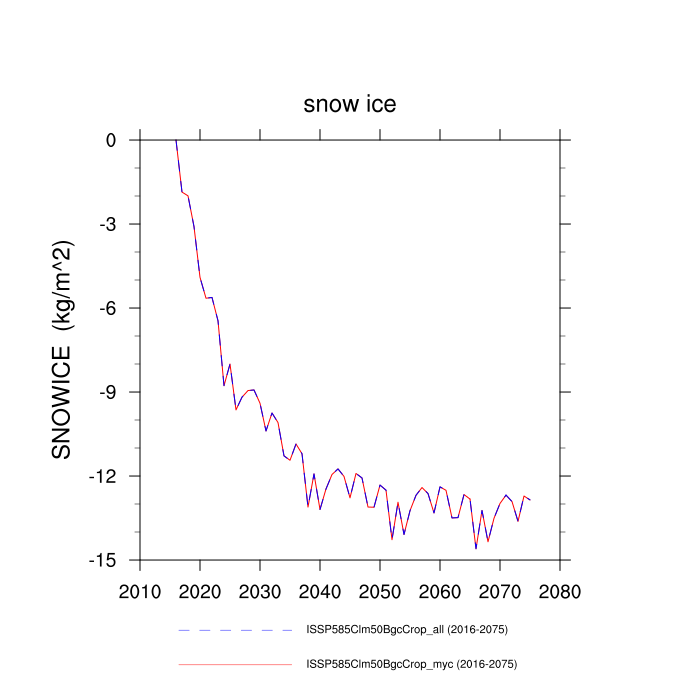 snow ice
SNOWICE (kg/m^2)
0
-3
-6
-9
-12
-15
2010 2020 2030 2040 2050 2060 2070 2080
ISSP585Clm50BgcCrop_all (2016-2075)
ISSP585Clm50BgcCrop_myc (2016-2075)